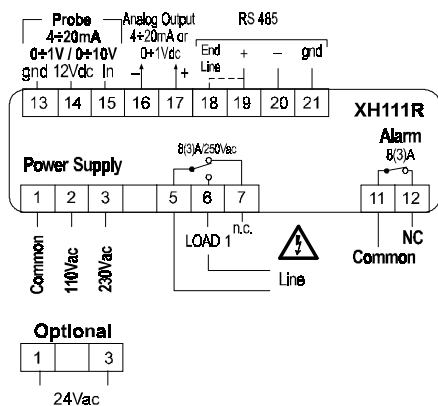 Probe
4÷20mA
0÷1V / 0÷10V
gnd 12Vdc In
Analog Output
4÷20mA or
0÷1Vdc
– +
RS 485
End
Line
+ – gnd
13 14 15 16 17 18 19 20 21
XH111R
Alarm
8(3)A
8(3)A/250Vac
Power Supply
1 2 3 5 6 7 11 12
Common
110Vac
230Vac
LOAD 1
n.c.
Line
NC
Common
Optional
1 3
24Vac